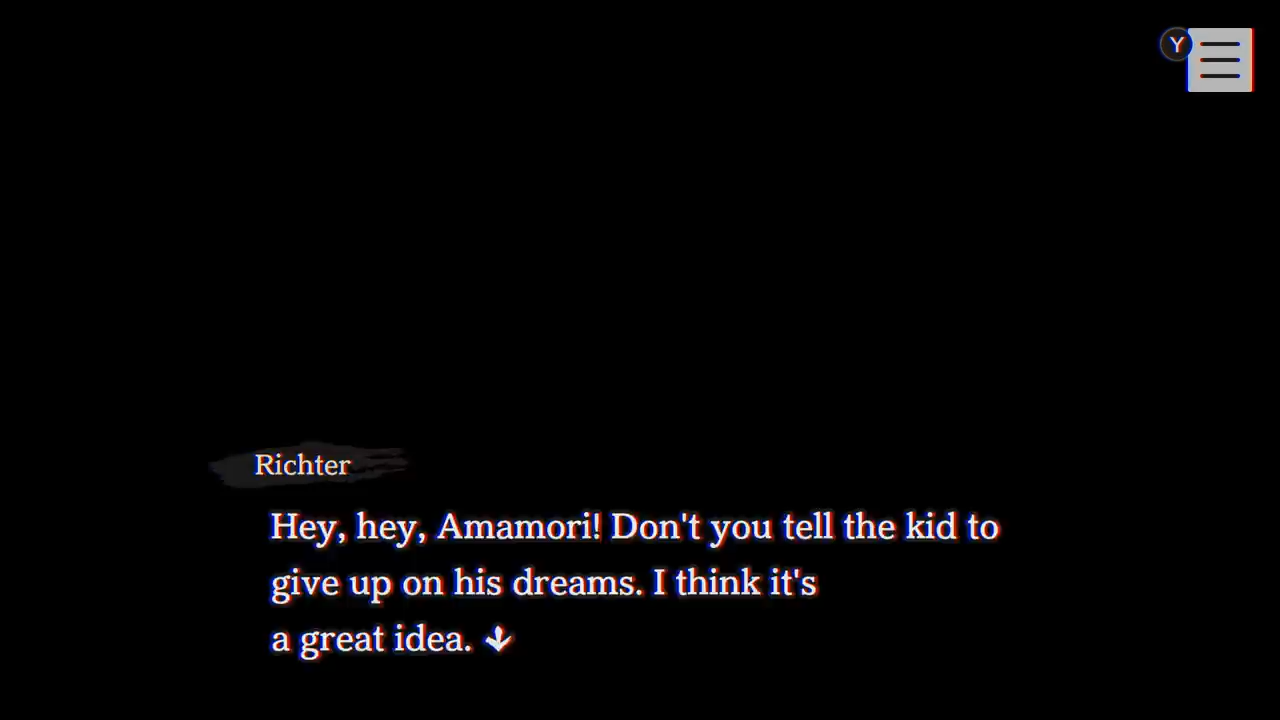 Y
Richter
Hey, hey, Amamori! Don't you tell the kid to
give up on his dreams. I think it's
a great idea.